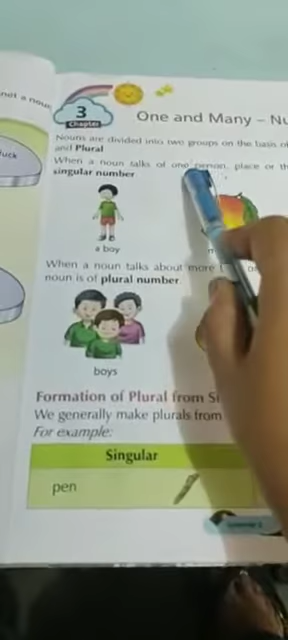 not a noun
3
Chapter
One and Many – Nu
Nouns are divided into two groups on the basis of
and Plural
When a noun talks of one person, place or th
singular number
a boy
When a noun talks about more
noun is of plural number
boys
Formation of Plural from Si
We generally make plurals from
For example:
Singular
pen